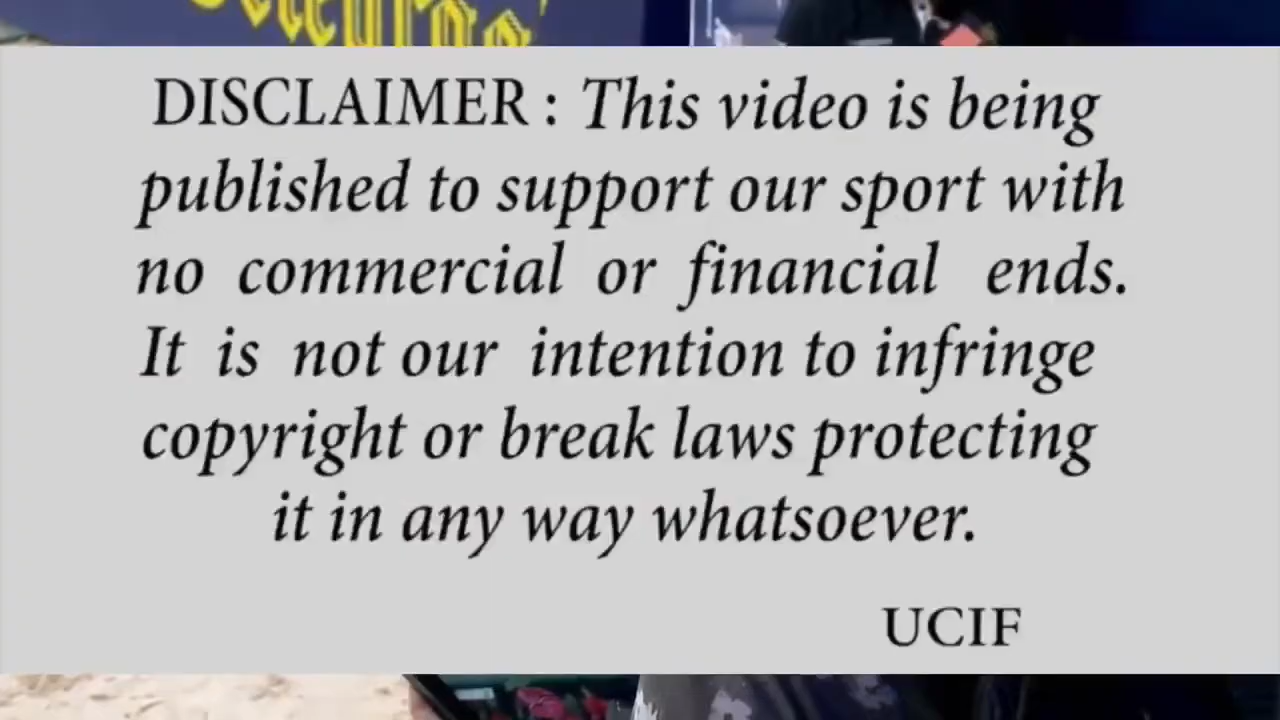 DISCLAIMER : This video is being
published to support our sport with
no commercial or financial ends.
It is not our intention to infringe
copyright or break laws protecting
it in any way whatsoever.
UCIF